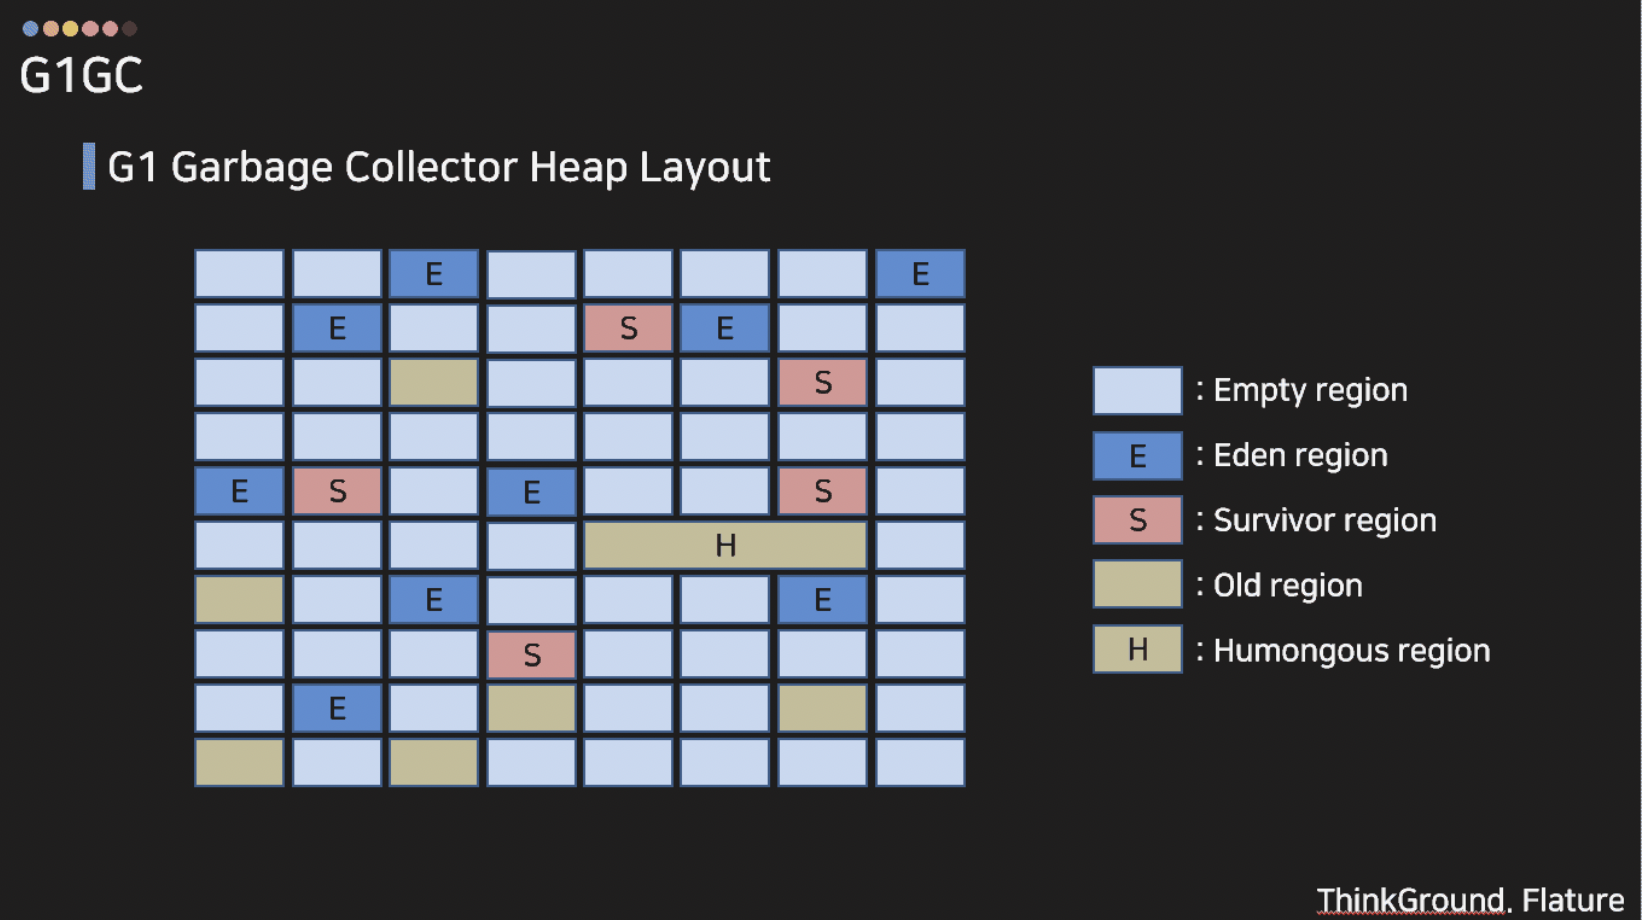 G1GC
G1 Garbage Collector Heap Layout
E E
E S E
S
E S E S
H
E E
S
E
: Empty region
E : Eden region
S : Survivor region
: Old region
H : Humongous region
ThinkGround. Flature